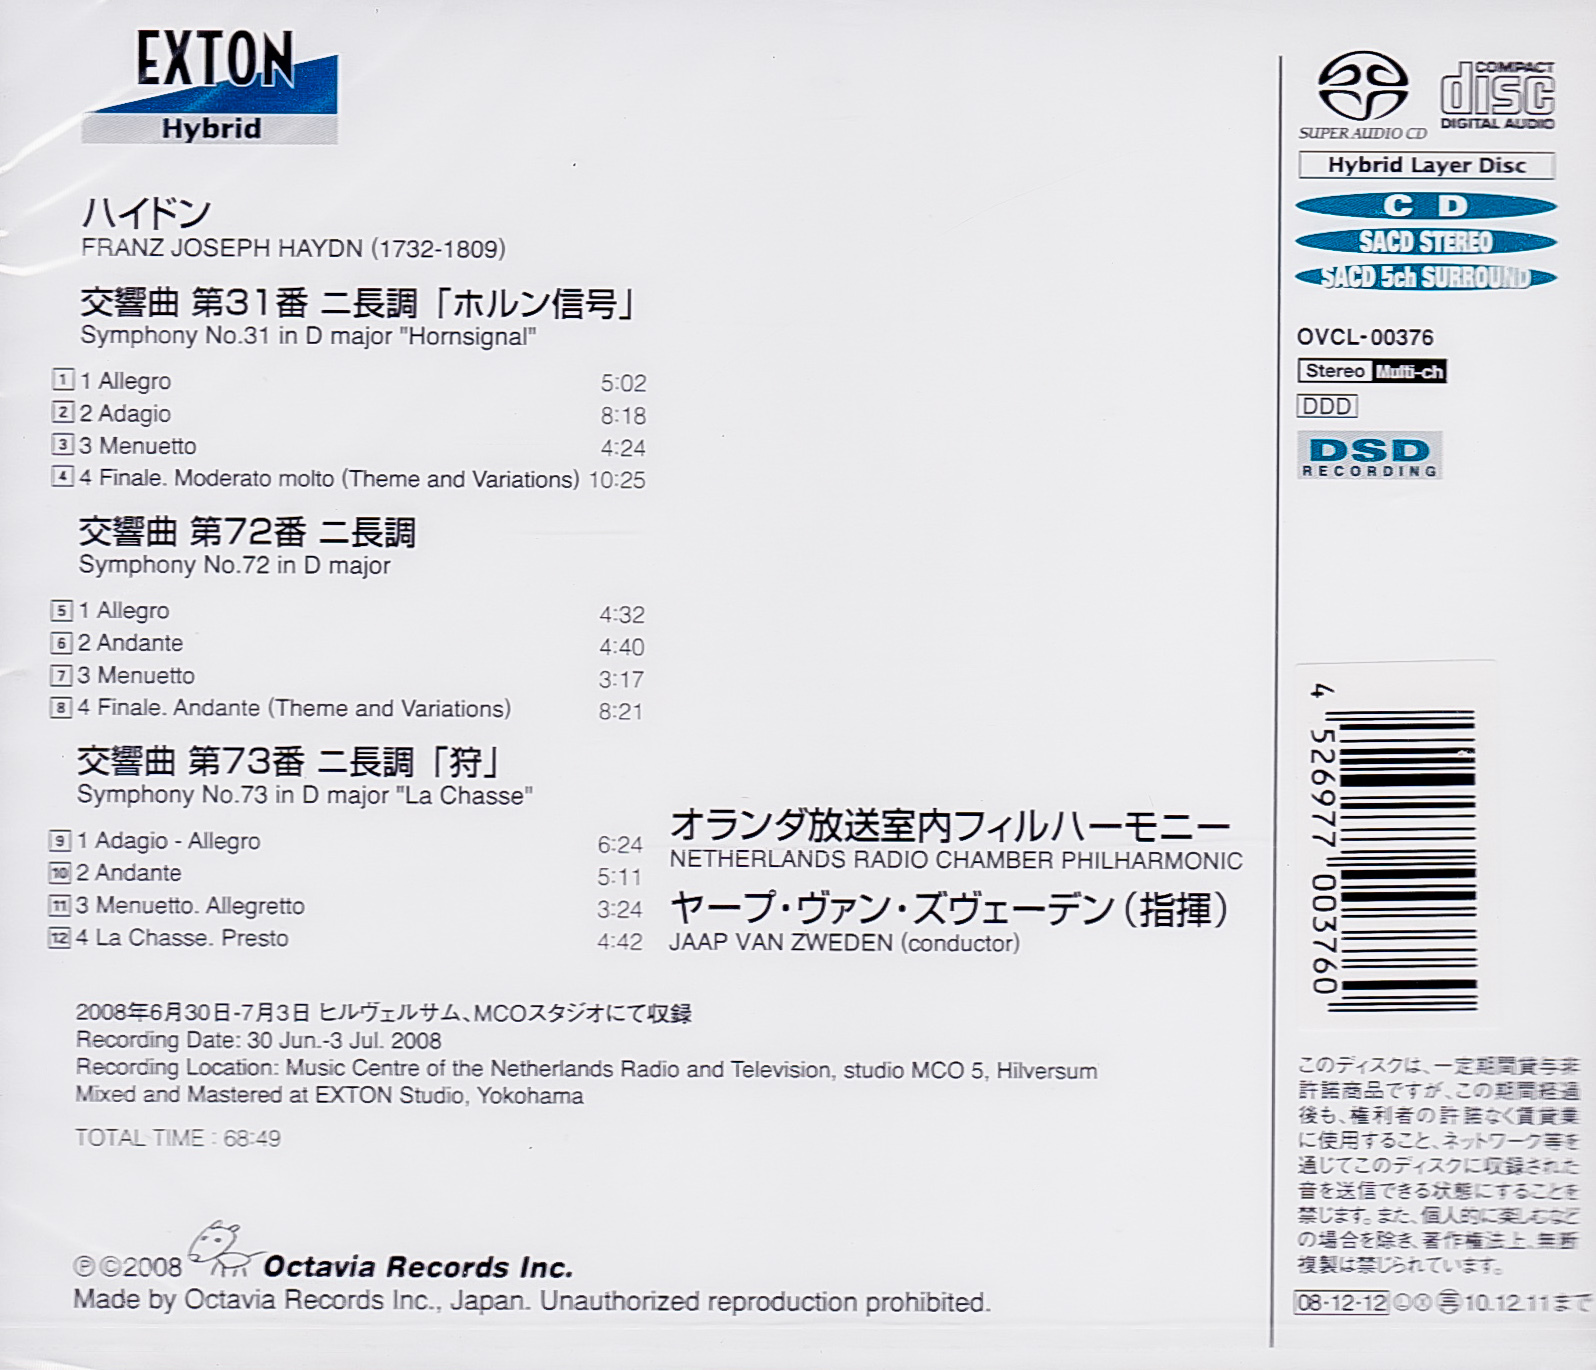 EXTON
Hybrid
ハイドン
FRANZ JOSEPH HAYDN (1732-1809)
交響曲 第31番 ニ長調「ホルン信号」
Symphony No.31 in D major "Hornsignal"
1 1 Allegro 5:02
2 2 Adagio 8:18
3 3 Menuetto 4:24
4 4 Finale. Moderato molto (Theme and Variations) 10:25
交響曲 第72番 ニ長調
Symphony No.72 in D major
5 1 Allegro 4:32
6 2 Andante 4:40
7 3 Menuetto 3:17
8 4 Finale. Andante (Theme and Variations) 8:21
交響曲 第73番 ニ長調「狩」
Symphony No.73 in D major "La Chasse"
9 1 Adagio - Allegro 6:24
10 2 Andante 5:11
11 3 Menuetto. Allegretto 3:24
12 4 La Chasse. Presto 4:42
オランダ放送室内フィルハーモニー
NETHERLANDS RADIO CHAMBER PHILHARMONIC
ヤープ・ヴァン・ズヴェーデン(指揮)
JAAP VAN ZWEDEN (conductor)
2008年6月30日-7月3日 ヒルヴェルサム、MCOスタジオにて収録
Recording Date: 30 Jun.-3 Jul. 2008
Recording Location: Music Centre of the Netherlands Radio and Television, studio MCO 5, Hilversum
Mixed and Mastered at EXTON Studio, Yokohama
TOTAL TIME : 68:49
℗©2008 Octavia Records Inc.
Made by Octavia Records Inc., Japan. Unauthorized reproduction prohibited.
SUPER AUDIO CD
COMPACT
disc
DIGITAL AUDIO
Hybrid Layer Disc
CD
SACD STEREO
SACD 5ch SURROUND
OVCL-00376
Stereo Multi-ch
DDD
DSD
RECORDING
4 526977 003760
このディスクは、一定期間貸与非
許諾商品ですが、この期間経過
後も、権利者の許諾なく賃貸業
に使用すること、ネットワーク等を
通じてこのディスクに収録された
音を送信できる状態にすることを
禁じます。また、個人的に楽しむなど
の場合を除き、著作権法上、無断
複製は禁じられています。
08-12-12 Ⓛ Ⓧ ㊢ 10.12.11まで